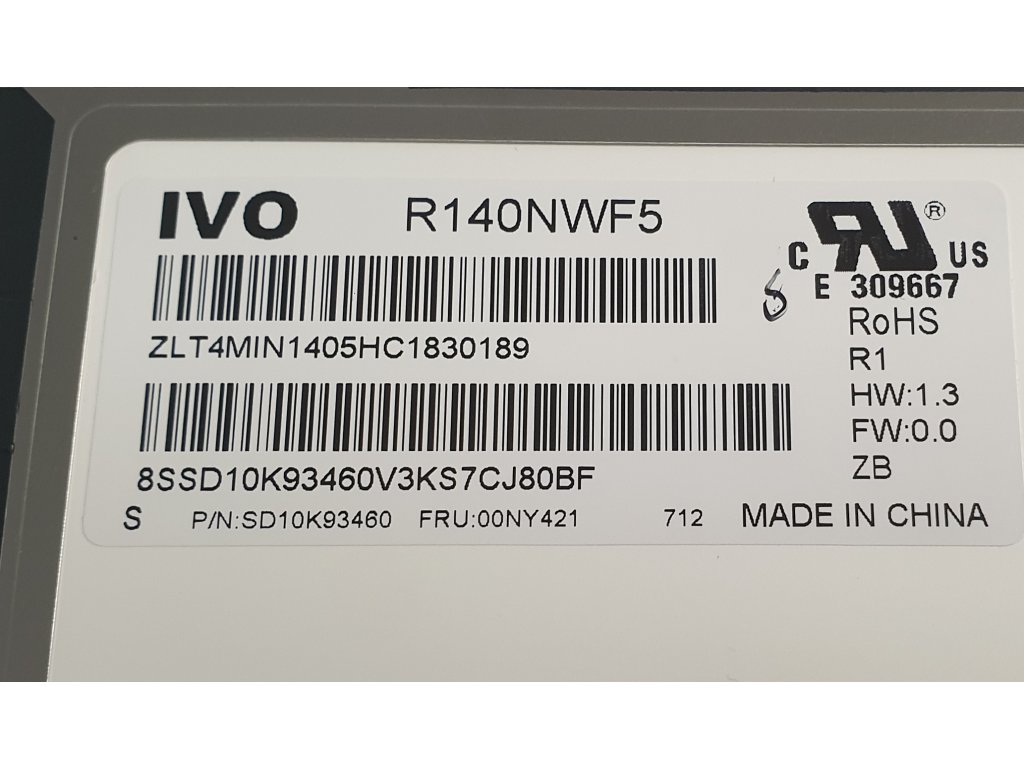 IVO R140NWF5
ZLT4MIN1405HC1830189
8SSD10K93460V3KS7CJ80BF
S P/N:SD10K93460 FRU:00NY421 712 MADE IN CHINA
RU®
C US
E 309667
RoHS
R1
HW:1.3
FW:0.0
ZB